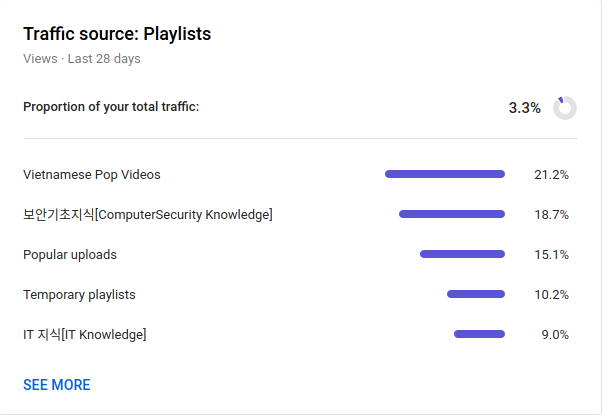 Traffic source: Playlists
Views · Last 28 days
Proportion of your total traffic: 3.3%
Vietnamese Pop Videos 21.2%
보안기초지식[ComputerSecurity Knowledge] 18.7%
Popular uploads 15.1%
Temporary playlists 10.2%
IT 지식[IT Knowledge] 9.0%
SEE MORE